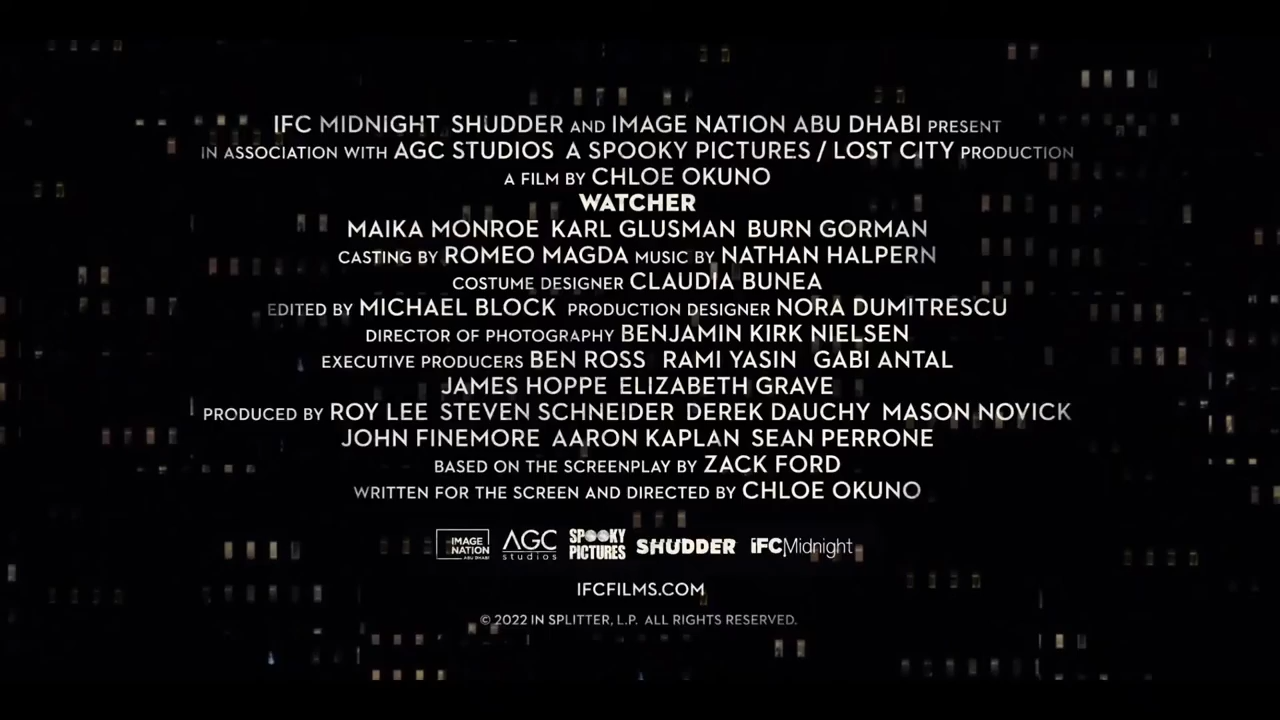 IFC MIDNIGHT SHUDDER AND IMAGE NATION ABU DHABI PRESENT
IN ASSOCIATION WITH AGC STUDIOS A SPOOKY PICTURES / LOST CITY PRODUCTION
A FILM BY CHLOE OKUNO
WATCHER
MAIKA MONROE KARL GLUSMAN BURN GORMAN
CASTING BY ROMEO MAGDA MUSIC BY NATHAN HALPERN
COSTUME DESIGNER CLAUDIA BUNEA
EDITED BY MICHAEL BLOCK PRODUCTION DESIGNER NORA DUMITRESCU
DIRECTOR OF PHOTOGRAPHY BENJAMIN KIRK NIELSEN
EXECUTIVE PRODUCERS BEN ROSS RAMI YASIN GABI ANTAL
JAMES HOPPE ELIZABETH GRAVE
PRODUCED BY ROY LEE STEVEN SCHNEIDER DEREK DAUCHY MASON NOVICK
JOHN FINEMORE AARON KAPLAN SEAN PERRONE
BASED ON THE SCREENPLAY BY ZACK FORD
WRITTEN FOR THE SCREEN AND DIRECTED BY CHLOE OKUNO
IMAGE NATION ABU DHABI AGC studios SPOOKY PICTURES SHUDDER iFC Midnight
IFCFILMS.COM
© 2022 IN SPLITTER, L.P. ALL RIGHTS RESERVED.